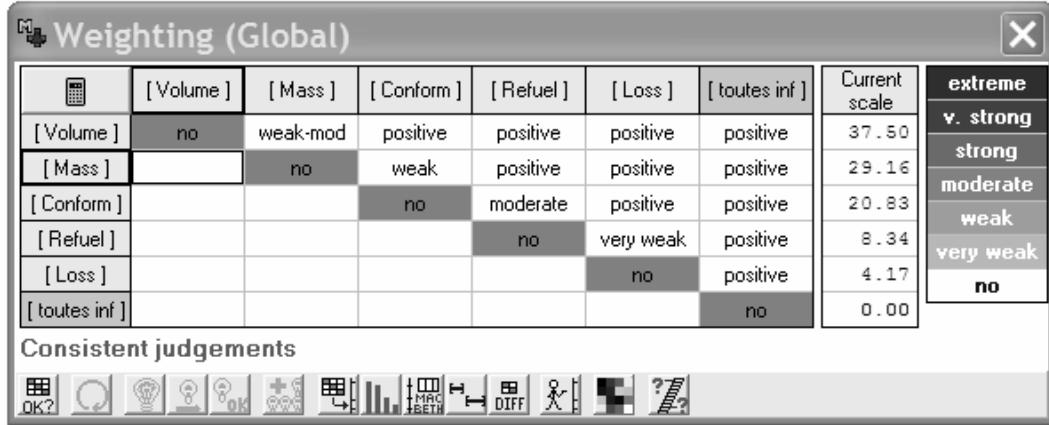 Weighting (Global)
[ Volume ] [ Mass ] [ Conform ] [ Refuel ] [ Loss ] [ toutes inf ] Current scale extreme
[ Volume ] no weak-mod positive positive positive positive 37.50 v. strong
[ Mass ] no weak positive positive positive 29.16 strong
[ Conform ] no moderate positive positive 20.83 moderate
[ Refuel ] no very weak positive 8.34 weak
[ Loss ] no positive 4.17 very weak
[ toutes inf ] no 0.00 no
Consistent judgements
OK? OK MAC BETH DIFF ? ?